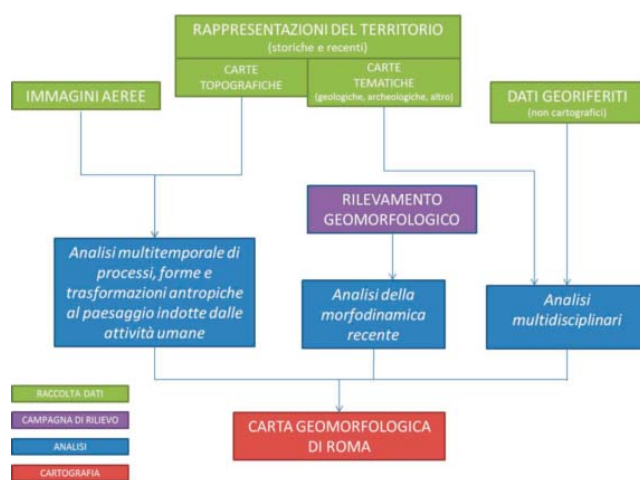 RAPPRESENTAZIONI DEL TERRITORIO
(storiche e recenti)
CARTE
TOPOGRAFICHE
CARTE
TEMATICHE
(geologiche, archeologiche, altro)
IMMAGINI AEREE
DATI GEORIFERITI
(non cartografici)
RILEVAMENTO
GEOMORFOLOGICO
Analisi multitemporale di
processi, forme e
trasformazioni antropiche
al paesaggio indotte dalle
attività umane
Analisi della
morfodinamica
recente
Analisi
multidisciplinari
CARTA GEOMORFOLOGICA
DI ROMA
RACCOLTA DATI
CAMPAGNA DI RILIEVO
ANALISI
CARTOGRAFIA